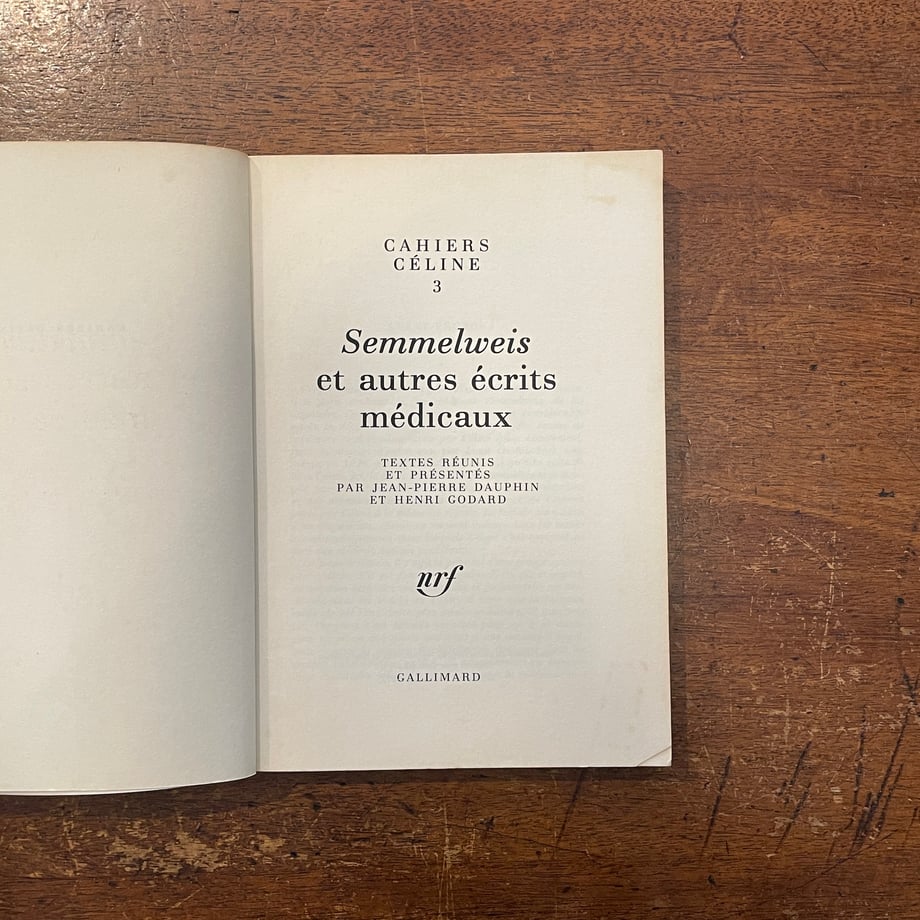 CAHIERS
CÉLINE
3
Semmelweis
et autres écrits
médicaux
TEXTES RÉUNIS
ET PRÉSENTÉS
PAR JEAN-PIERRE DAUPHIN
ET HENRI GODARD
nrf
GALLIMARD